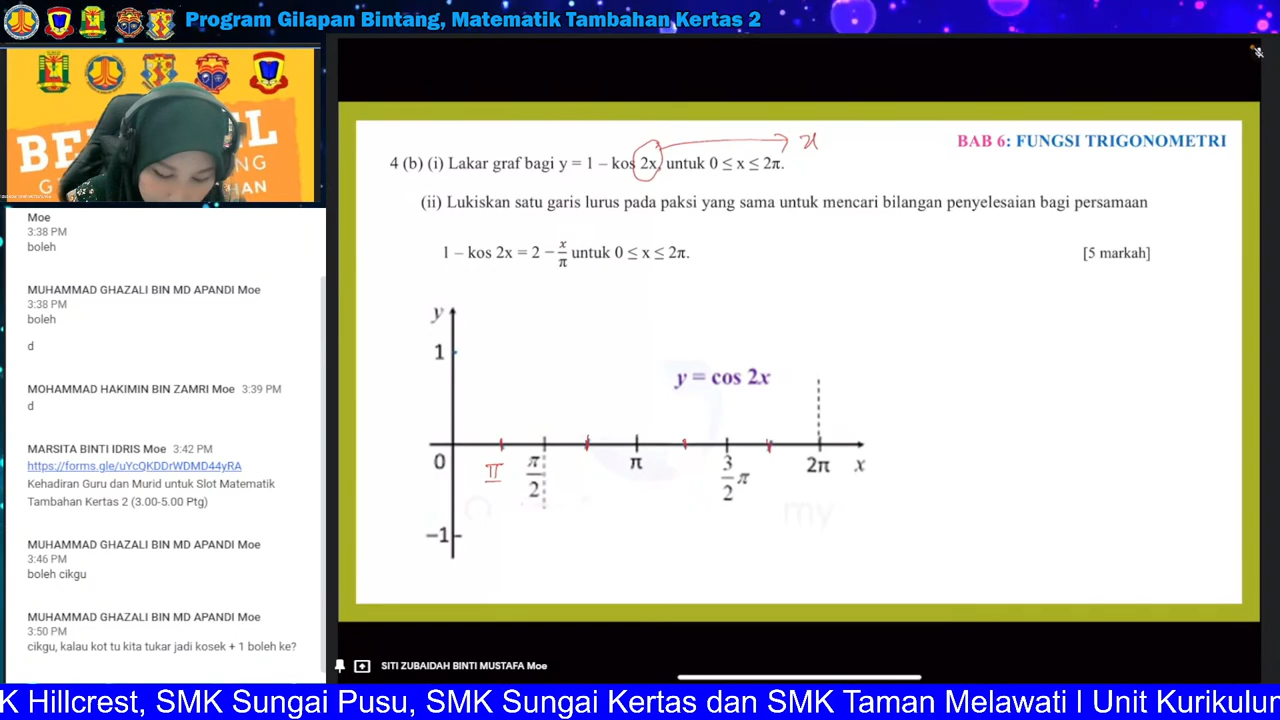 Program Gilapan Bintang, Matematik Tambahan Kertas 2
Moe
3:38 PM
boleh
MUHAMMAD GHAZALI BIN MD APANDI Moe
3:38 PM
boleh
d
MOHAMMAD HAKIMIN BIN ZAMRI Moe 3:39 PM
d
MARSITA BINTI IDRIS Moe 3:42 PM
https://forms.gle/uYcQKDDrWDMD44yRA
Kehadiran Guru dan Murid untuk Slot Matematik
Tambahan Kertas 2 (3.00-5.00 Ptg)
MUHAMMAD GHAZALI BIN MD APANDI Moe
3:46 PM
boleh cikgu
MUHAMMAD GHAZALI BIN MD APANDI Moe
3:50 PM
cikgu, kalau kot tu kita tukar jadi kosek + 1 boleh ke?
BAB 6: FUNGSI TRIGONOMETRI
x
4 (b) (i) Lakar graf bagi y = 1 – kos 2x, untuk 0 ≤ x ≤ 2π.
(ii) Lukiskan satu garis lurus pada paksi yang sama untuk mencari bilangan penyelesaian bagi persamaan
1 – kos 2x = 2 − x/π untuk 0 ≤ x ≤ 2π. [5 markah]
y
1
y = cos 2x
0 π π/2 π 3/2 π 2π x
−1
my
SITI ZUBAIDAH BINTI MUSTAFA Moe
K Hillcrest, SMK Sungai Pusu, SMK Sungai Kertas dan SMK Taman Melawati I Unit Kurikulu